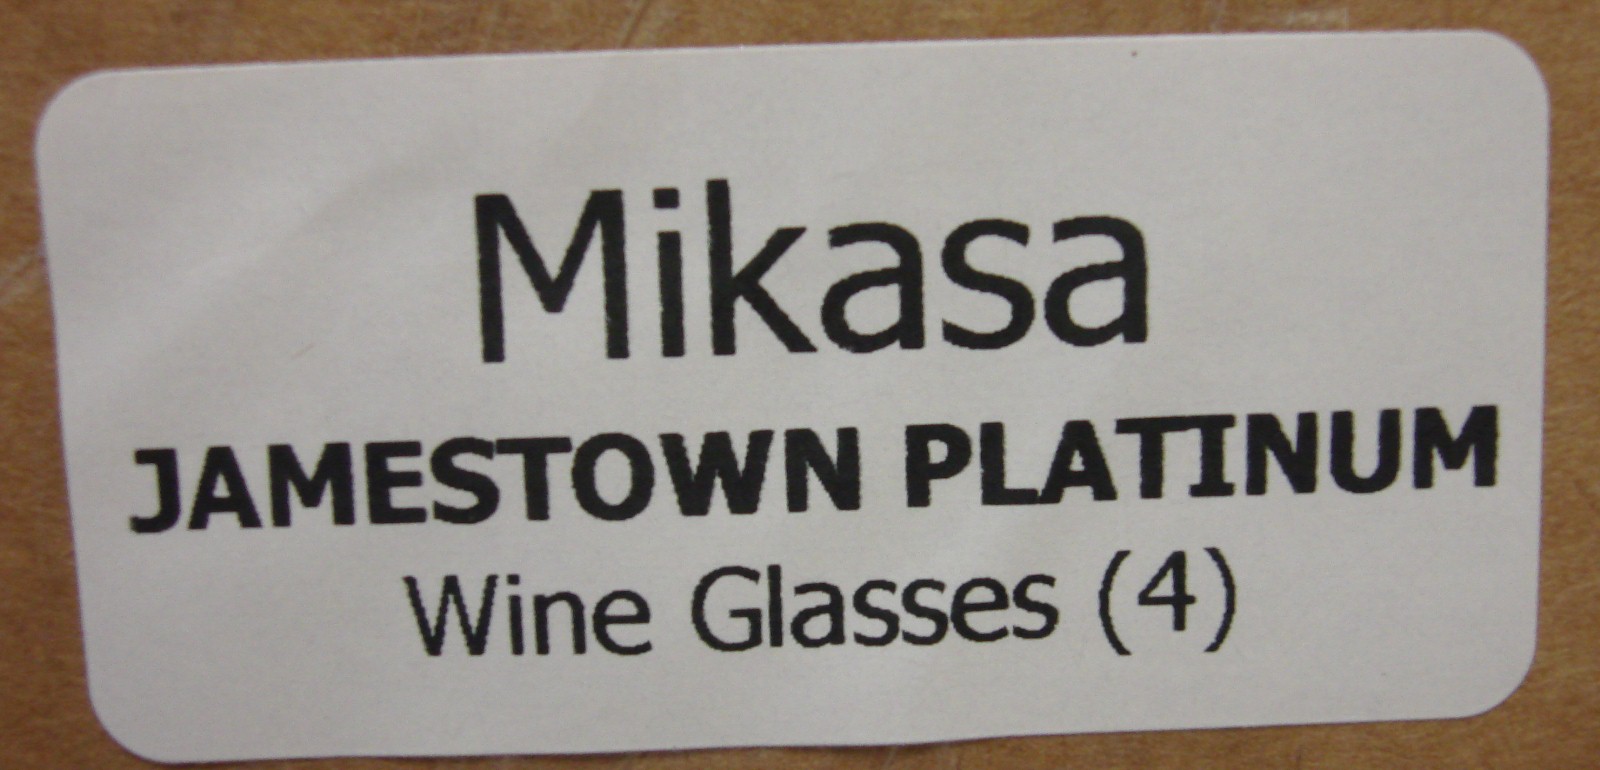 Mikasa
JAMESTOWN PLATINUM
Wine Glasses (4)